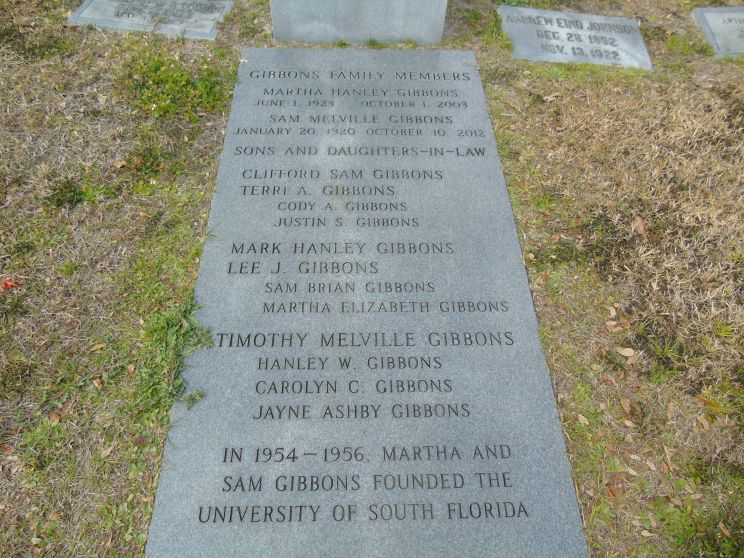 ANDREW EDNO JOHNSON
DEC. 28, 1892
NOV. 13, 1972
GIBBONS FAMILY MEMBERS
MARTHA HANLEY GIBBONS
JUNE 1, 1923 OCTOBER 1, 2003
SAM MELVILLE GIBBONS
JANUARY 20, 1920 OCTOBER 10, 2012
SONS AND DAUGHTERS-IN-LAW
CLIFFORD SAM GIBBONS
TERRI A. GIBBONS
CODY A. GIBBONS
JUSTIN S. GIBBONS
MARK HANLEY GIBBONS
LEE J. GIBBONS
SAM BRIAN GIBBONS
MARTHA ELIZABETH GIBBONS
TIMOTHY MELVILLE GIBBONS
HANLEY W. GIBBONS
CAROLYN C. GIBBONS
JAYNE ASHBY GIBBONS
IN 1954-1956, MARTHA AND
SAM GIBBONS FOUNDED THE
UNIVERSITY OF SOUTH FLORIDA